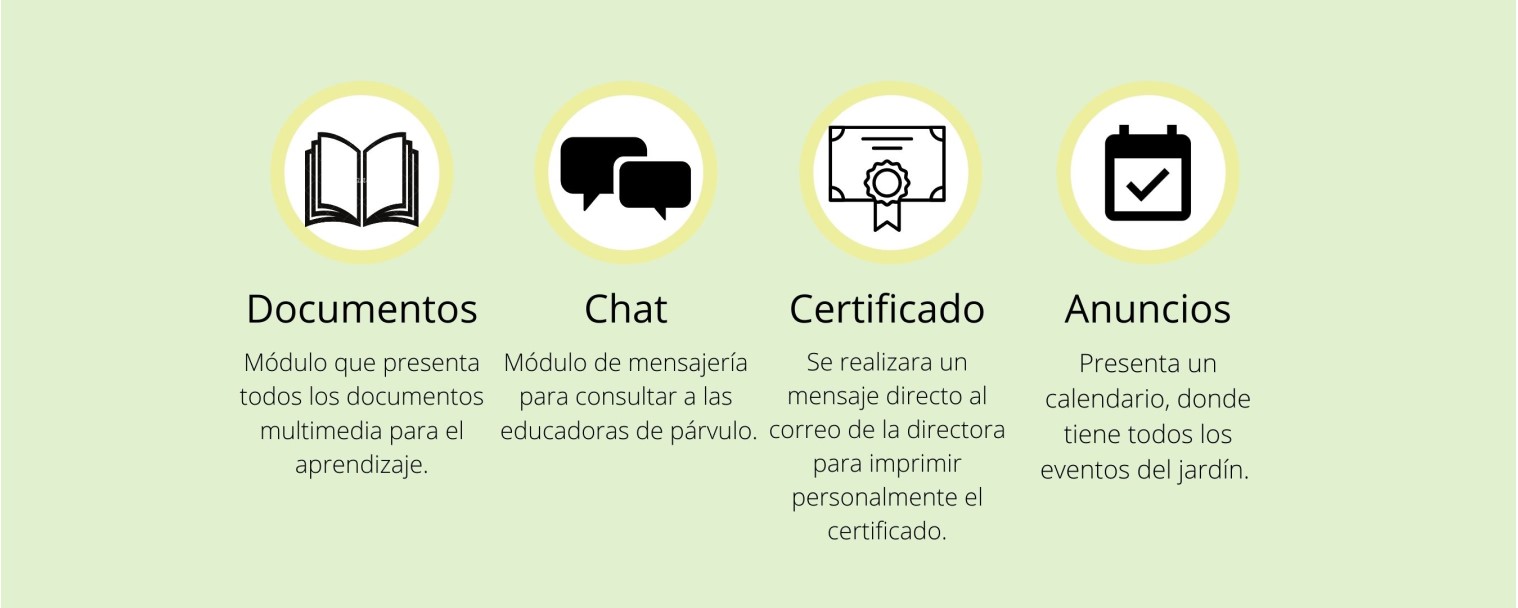 Documentos
Módulo que presenta
todos los documentos
multimedia para el
aprendizaje.
Chat
Módulo de mensajería
para consultar a las
educadoras de párvulo.
Certificado
Se realizara un
mensaje directo al
correo de la directora
para imprimir
personalmente el
certificado.
Anuncios
Presenta un
calendario, donde
tiene todos los
eventos del jardín.